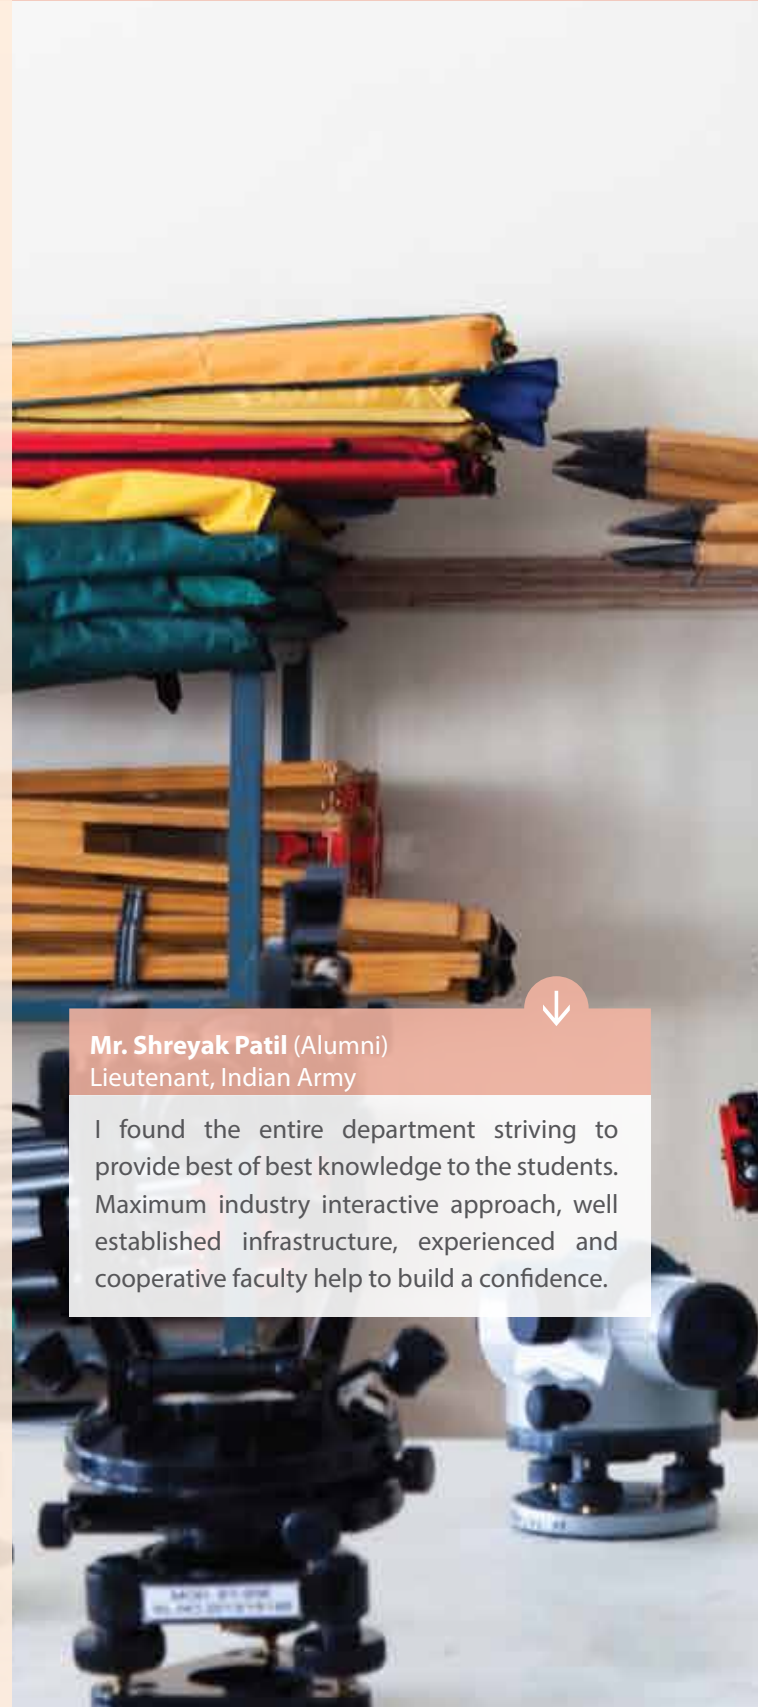 Mr. Shreyak Patil (Alumni)
Lieutenant, Indian Army
I found the entire department striving to
provide best of best knowledge to the students.
Maximum industry interactive approach, well
established infrastructure, experienced and
cooperative faculty help to build a confidence.